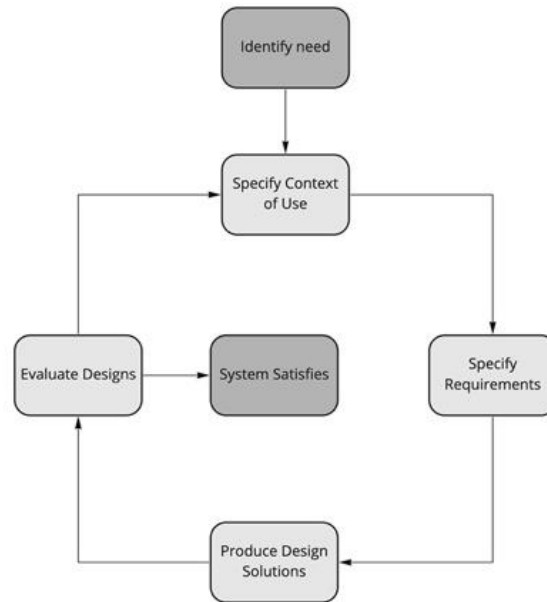 Identify need
Specify Context
of Use
Evaluate Designs
System Satisfies
Specify
Requirements
Produce Design
Solutions